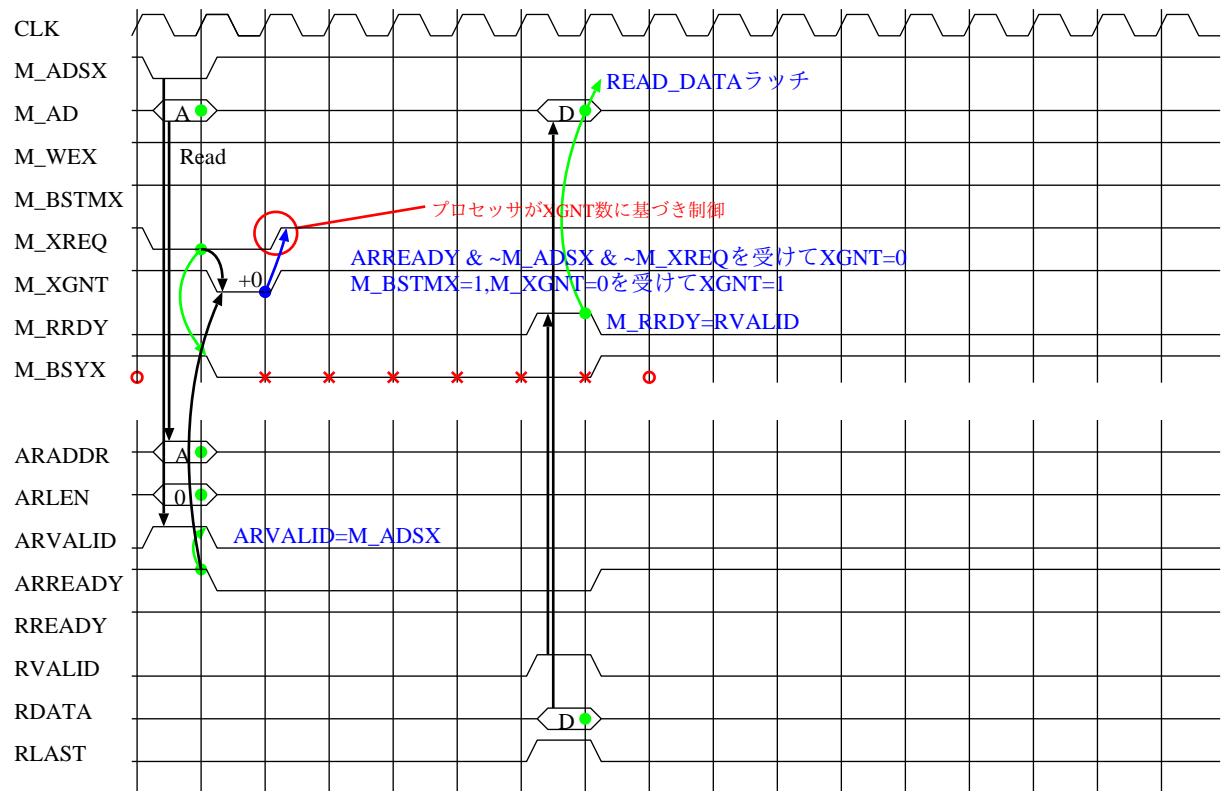 CLK
M_ADSX
READ_DATAラッチ
M_AD
A
D
M_WEX
Read
M_BSTMX
プロセッサがXGNT数に基づき制御
M_XREQ
ARREADY & ~M_ADSX & ~M_XREQを受けてXGNT=0
M_XGNT
+0
M_BSTMX=1,M_XGNT=0を受けてXGNT=1
M_RRDY
M_RRDY=RVALID
M_BSYX
ARADDR
A
ARLEN
0
ARVALID
ARVALID=M_ADSX
ARREADY
RREADY
RVALID
RDATA
D
RLAST